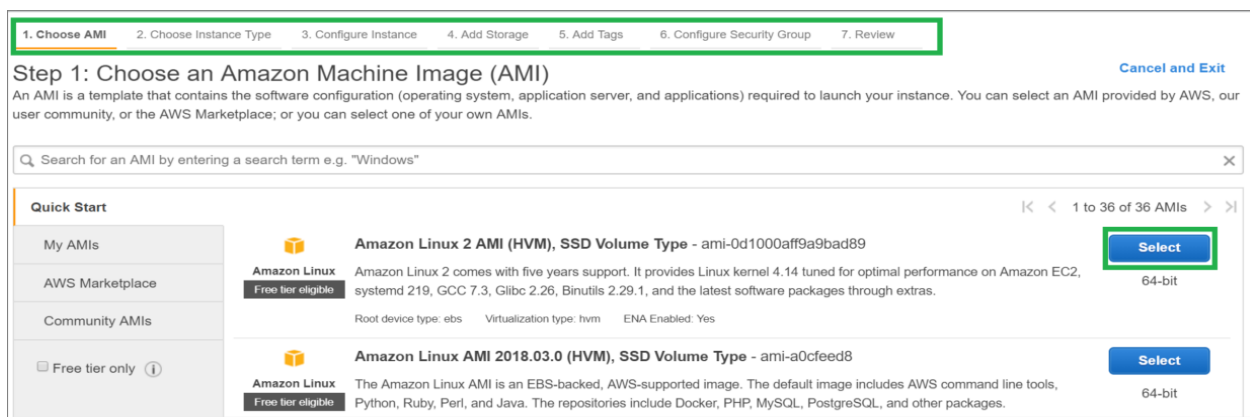 1. Choose AMI 2. Choose Instance Type 3. Configure Instance 4. Add Storage 5. Add Tags 6. Configure Security Group 7. Review
Step 1: Choose an Amazon Machine Image (AMI)
Cancel and Exit
An AMI is a template that contains the software configuration (operating system, application server, and applications) required to launch your instance. You can select an AMI provided by AWS, our
user community, or the AWS Marketplace; or you can select one of your own AMIs.
Search for an AMI by entering a search term e.g. "Windows"
Quick Start
1 to 36 of 36 AMIs
My AMIs
AWS Marketplace
Community AMIs
Free tier only
Amazon Linux
Free tier eligible
Amazon Linux 2 AMI (HVM), SSD Volume Type - ami-0d1000aff9a9bad89
Amazon Linux 2 comes with five years support. It provides Linux kernel 4.14 tuned for optimal performance on Amazon EC2,
systemd 219, GCC 7.3, Glibc 2.26, Binutils 2.29.1, and the latest software packages through extras.
Root device type: ebs Virtualization type: hvm ENA Enabled: Yes
Select
64-bit
Amazon Linux
Free tier eligible
Amazon Linux AMI 2018.03.0 (HVM), SSD Volume Type - ami-a0cfeed8
The Amazon Linux AMI is an EBS-backed, AWS-supported image. The default image includes AWS command line tools,
Python, Ruby, Perl, and Java. The repositories include Docker, PHP, MySQL, PostgreSQL, and other packages.
Select
64-bit